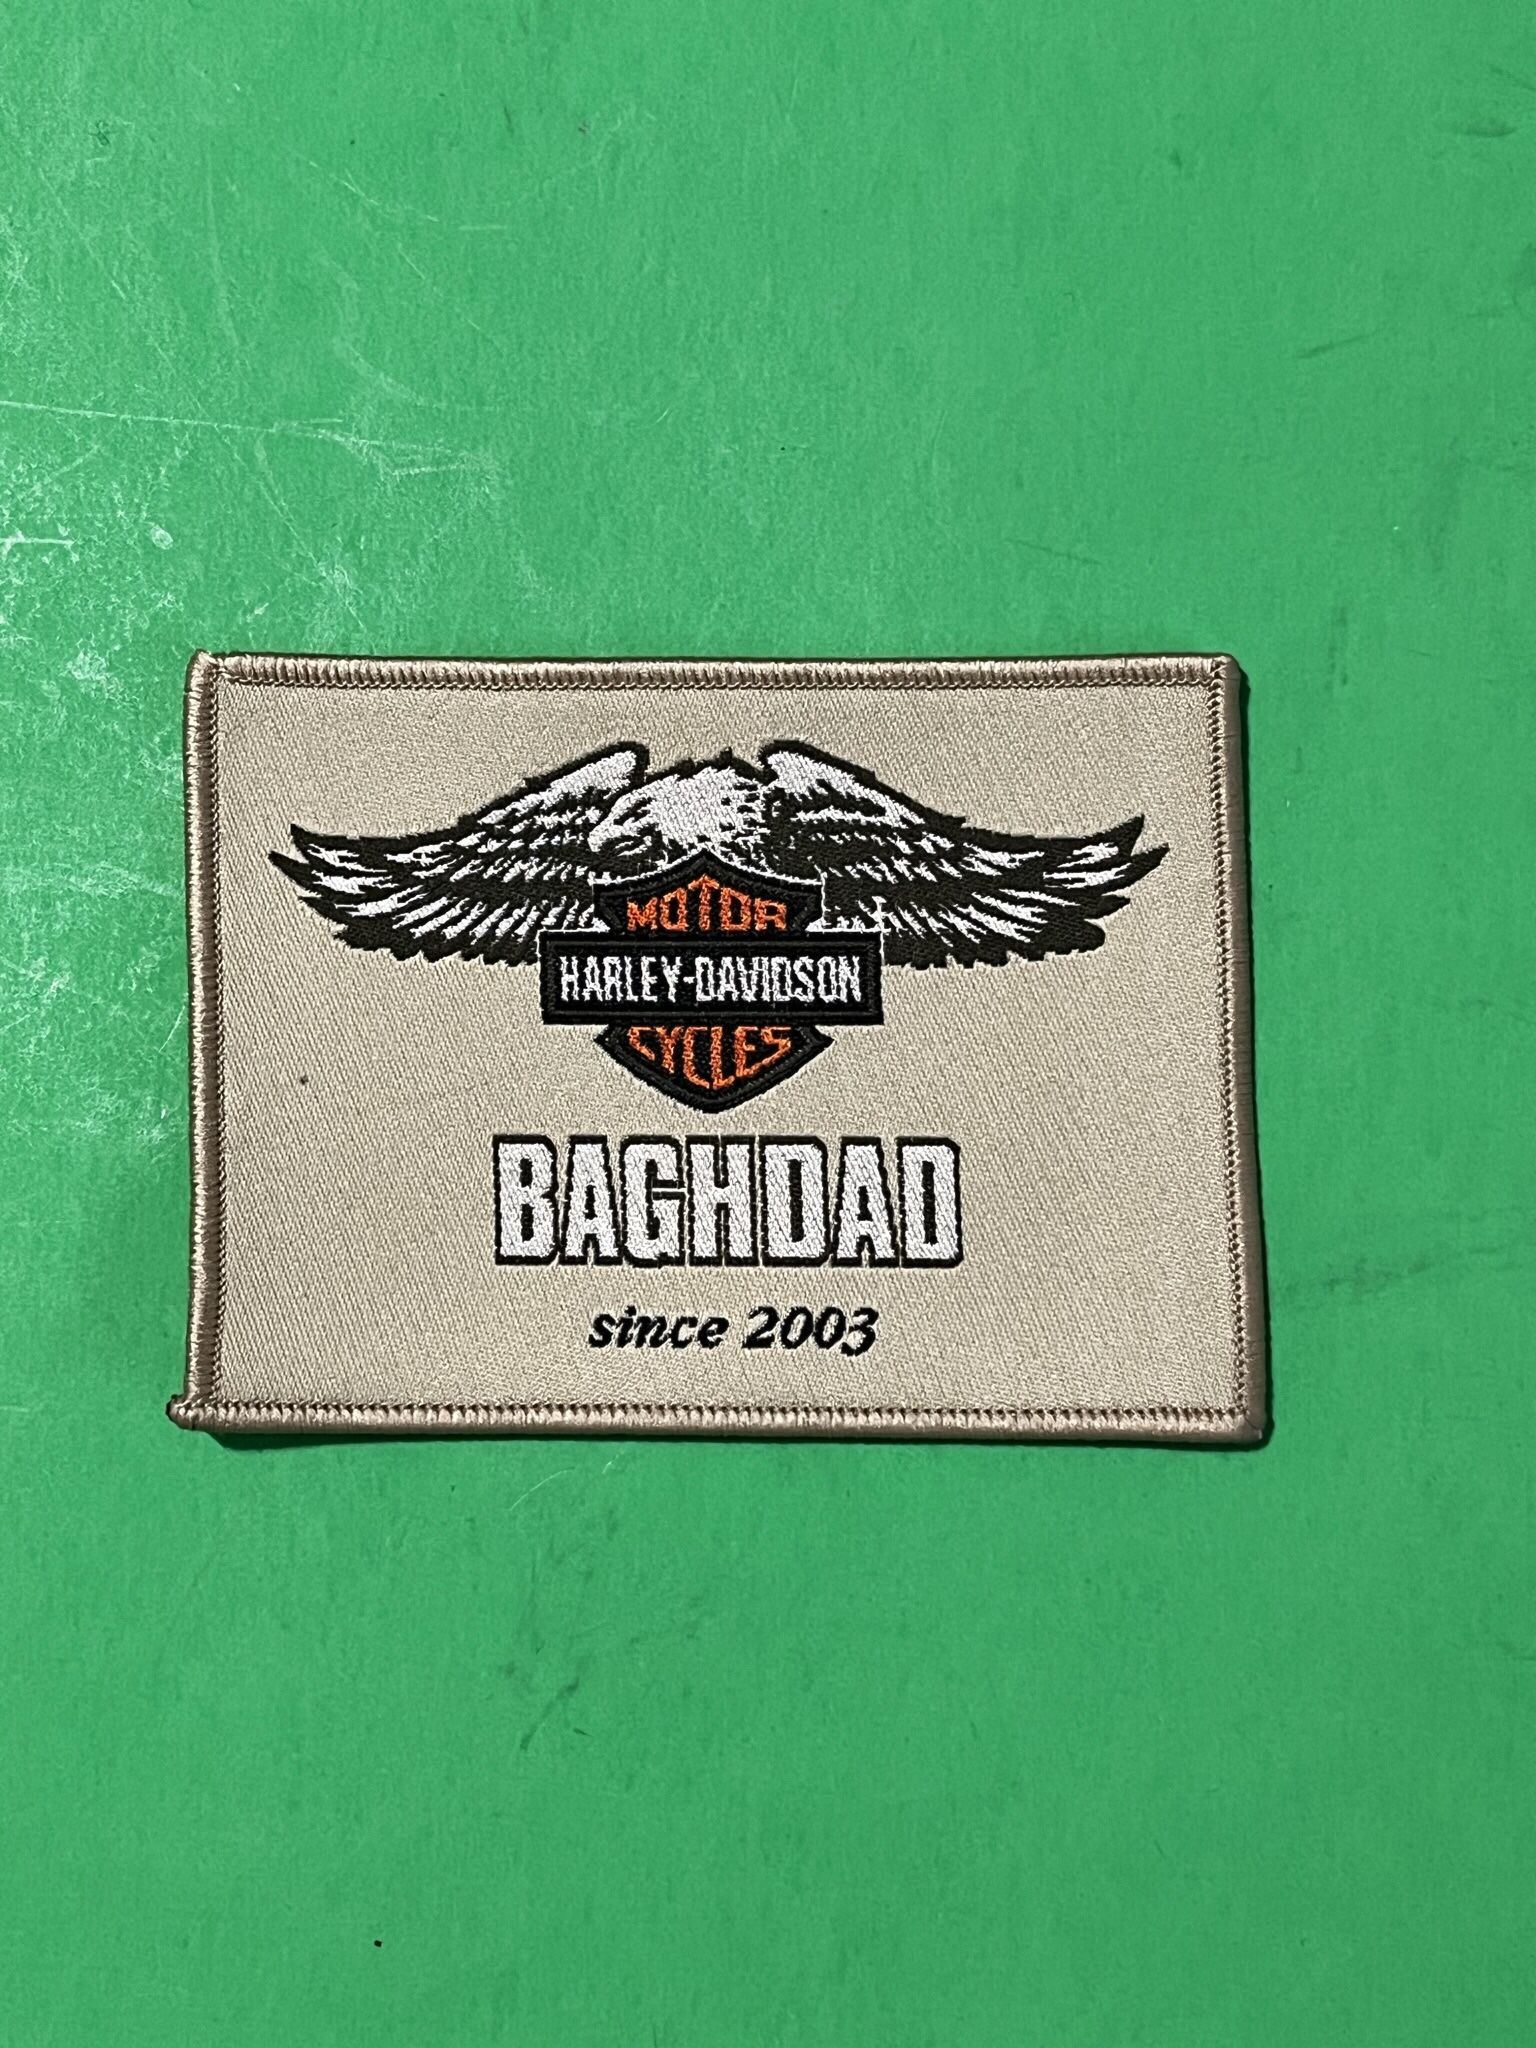 MOTOR
HARLEY-DAVIDSON
CYCLES
BAGHDAD
since 2003